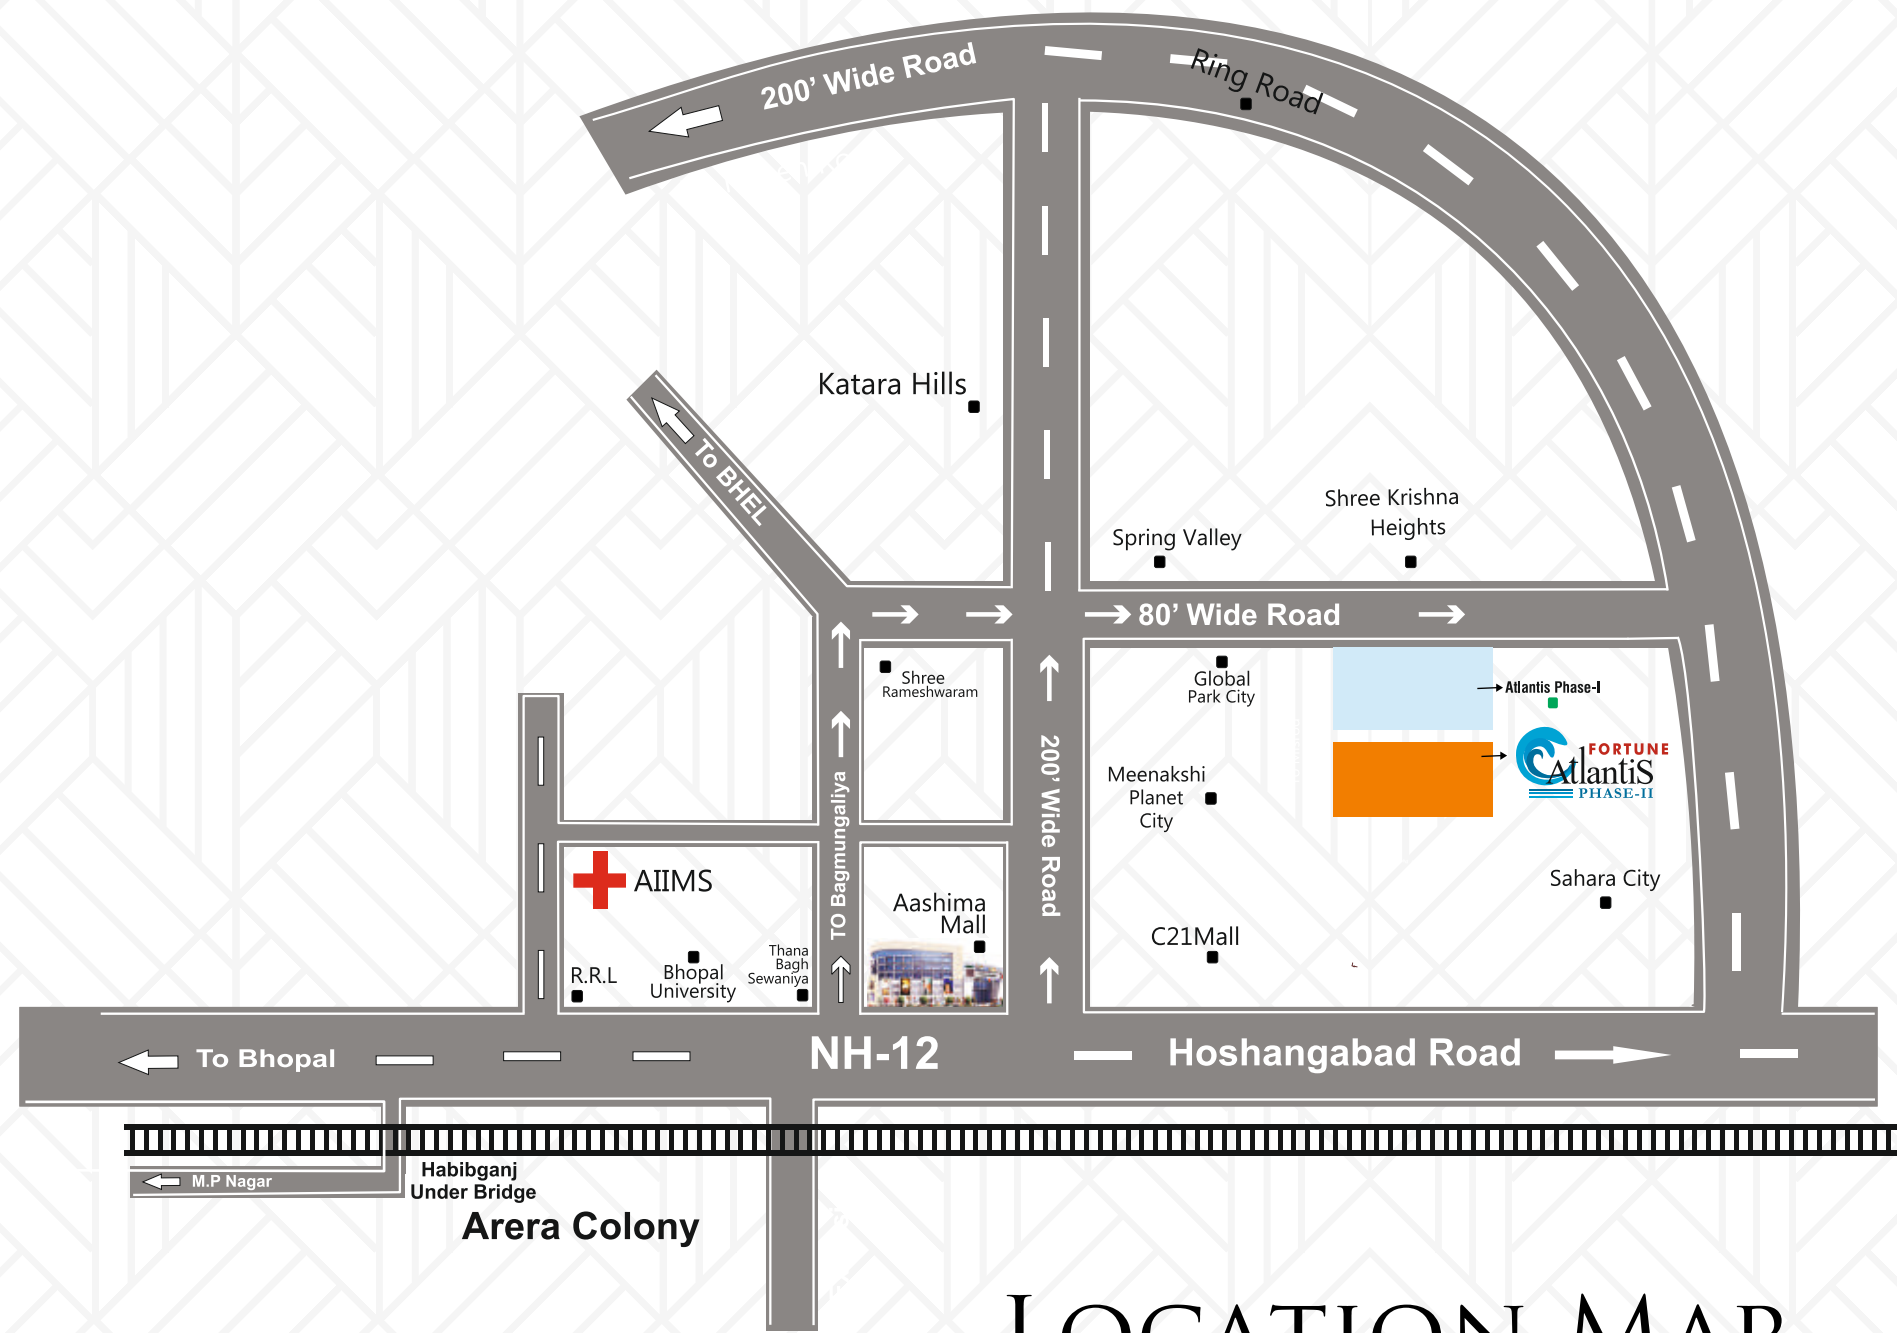 200’ Wide Road
Ring Road
Katara Hills
To BHEL
Shree Krishna
Heights
Spring Valley
80’ Wide Road
Shree
Rameshwaram
Global
Park City
Atlantis Phase-I
FORTUNE
AtlantiS
PHASE-II
200’ Wide Road
TO Bagmungaliya
Meenakshi
Planet
City
AIIMS
Aashima
Mall
Sahara City
C21Mall
R.R.L
Bhopal
University
Thana
Bagh
Sewaniya
To Bhopal
NH-12
Hoshangabad Road
M.P Nagar
Habibganj
Under Bridge
Arera Colony
LOCATION MAP